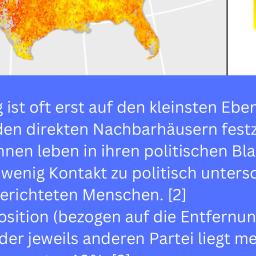 g ist oft erst auf den kleinsten Eben
den direkten Nachbarhäusern festz
nnen leben in ihren politischen Bla
wenig Kontakt zu politisch untersc
erichteten Menschen. [2]
osition (bezogen auf die Entfernun
der jeweils anderen Partei liegt me